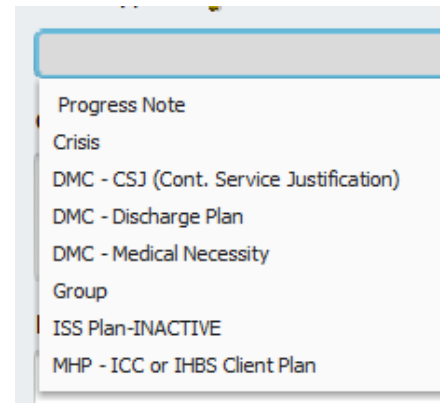 Progress Note
Crisis
DMC - CSJ (Cont. Service Justification)
DMC - Discharge Plan
DMC - Medical Necessity
Group
ISS Plan-INACTIVE
MHP - ICC or IHBS Client Plan